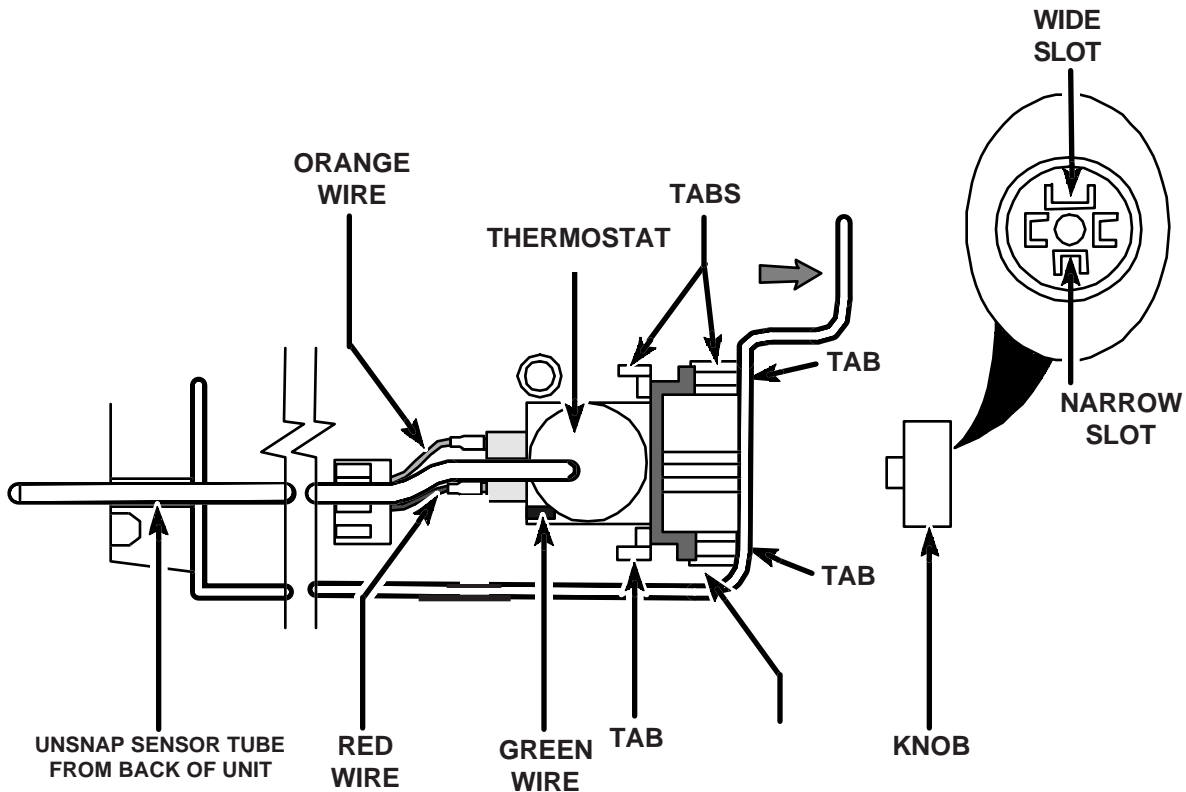 WIDE
SLOT
ORANGE
WIRE
TABS
THERMOSTAT
TAB
NARROW
SLOT
TAB
UNSNAP SENSOR TUBE
FROM BACK OF UNIT
RED
WIRE
GREEN
WIRE
TAB
KNOB